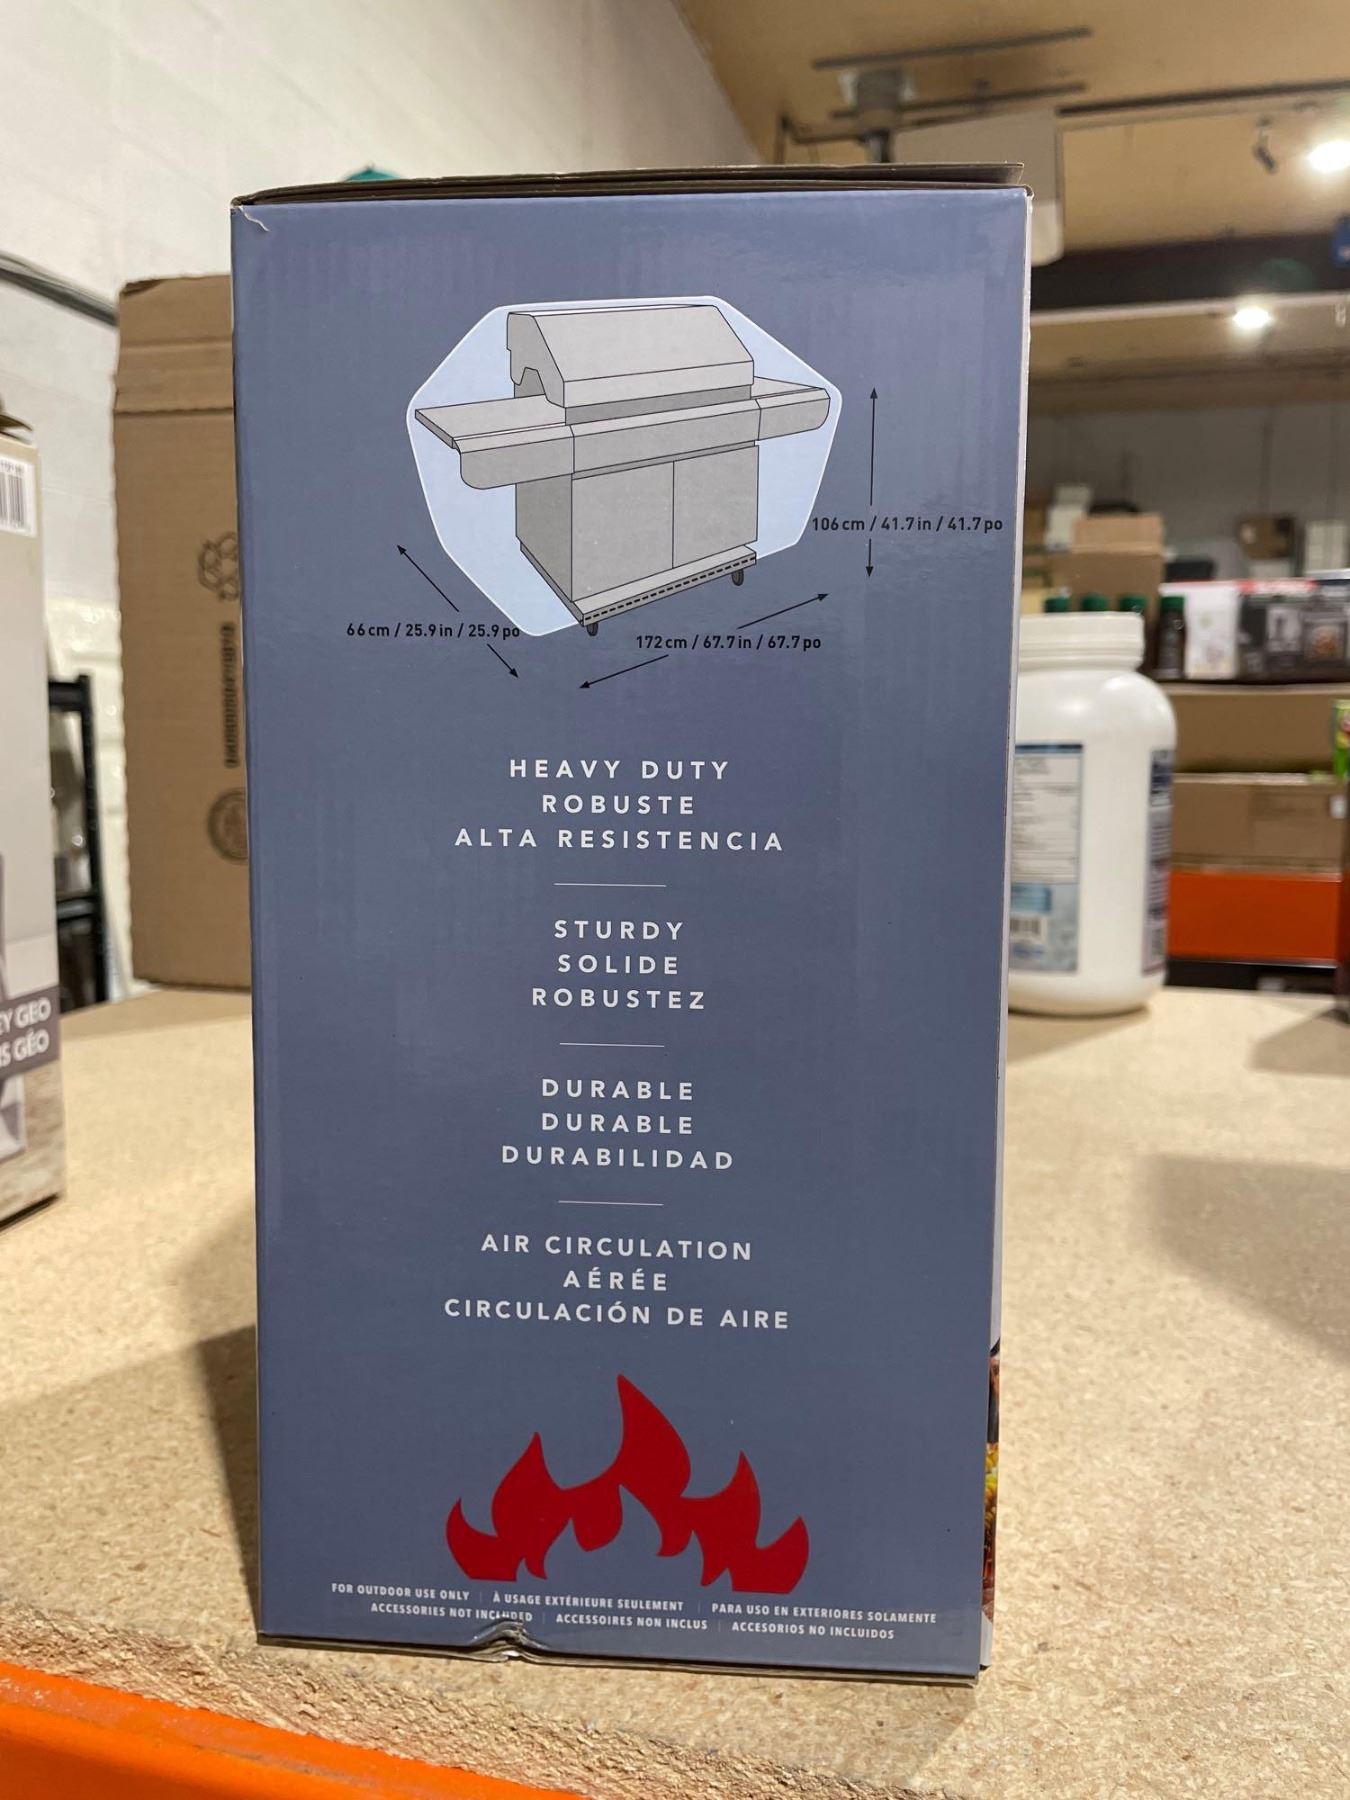 106 cm / 41.7 in / 41.7 po
66 cm / 25.9 in / 25.9 po
172 cm / 67.7 in / 67.7 po
HEAVY DUTY
ROBUSTE
ALTA RESISTENCIA
STURDY
SOLIDE
ROBUSTEZ
DURABLE
DURABLE
DURABILIDAD
AIR CIRCULATION
AÉRÉE
CIRCULACIÓN DE AIRE
FOR OUTDOOR USE ONLY | À USAGE EXTÉRIEURE SEULEMENT | PARA USO EN EXTERIORES SOLAMENTE
ACCESSORIES NOT INCLUDED | ACCESSOIRES NON INCLUS | ACCESORIOS NO INCLUIDOS
GEO
GÉO